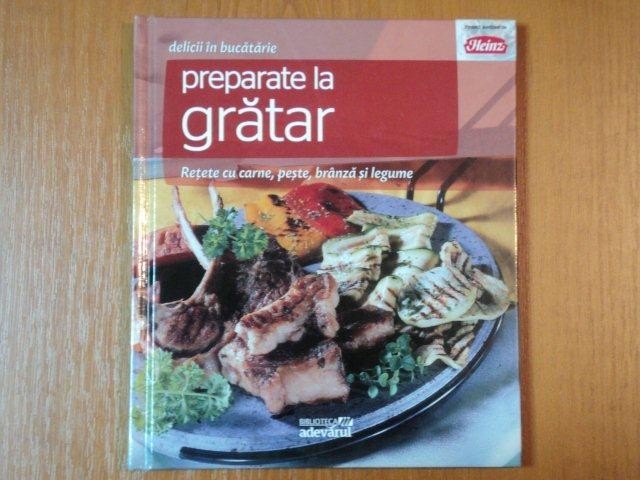 delicii în bucătărie
Heinz
preparate la
grătar
Rețete cu carne, pește, brânză și legume
BIBLIOTECA
adevărul